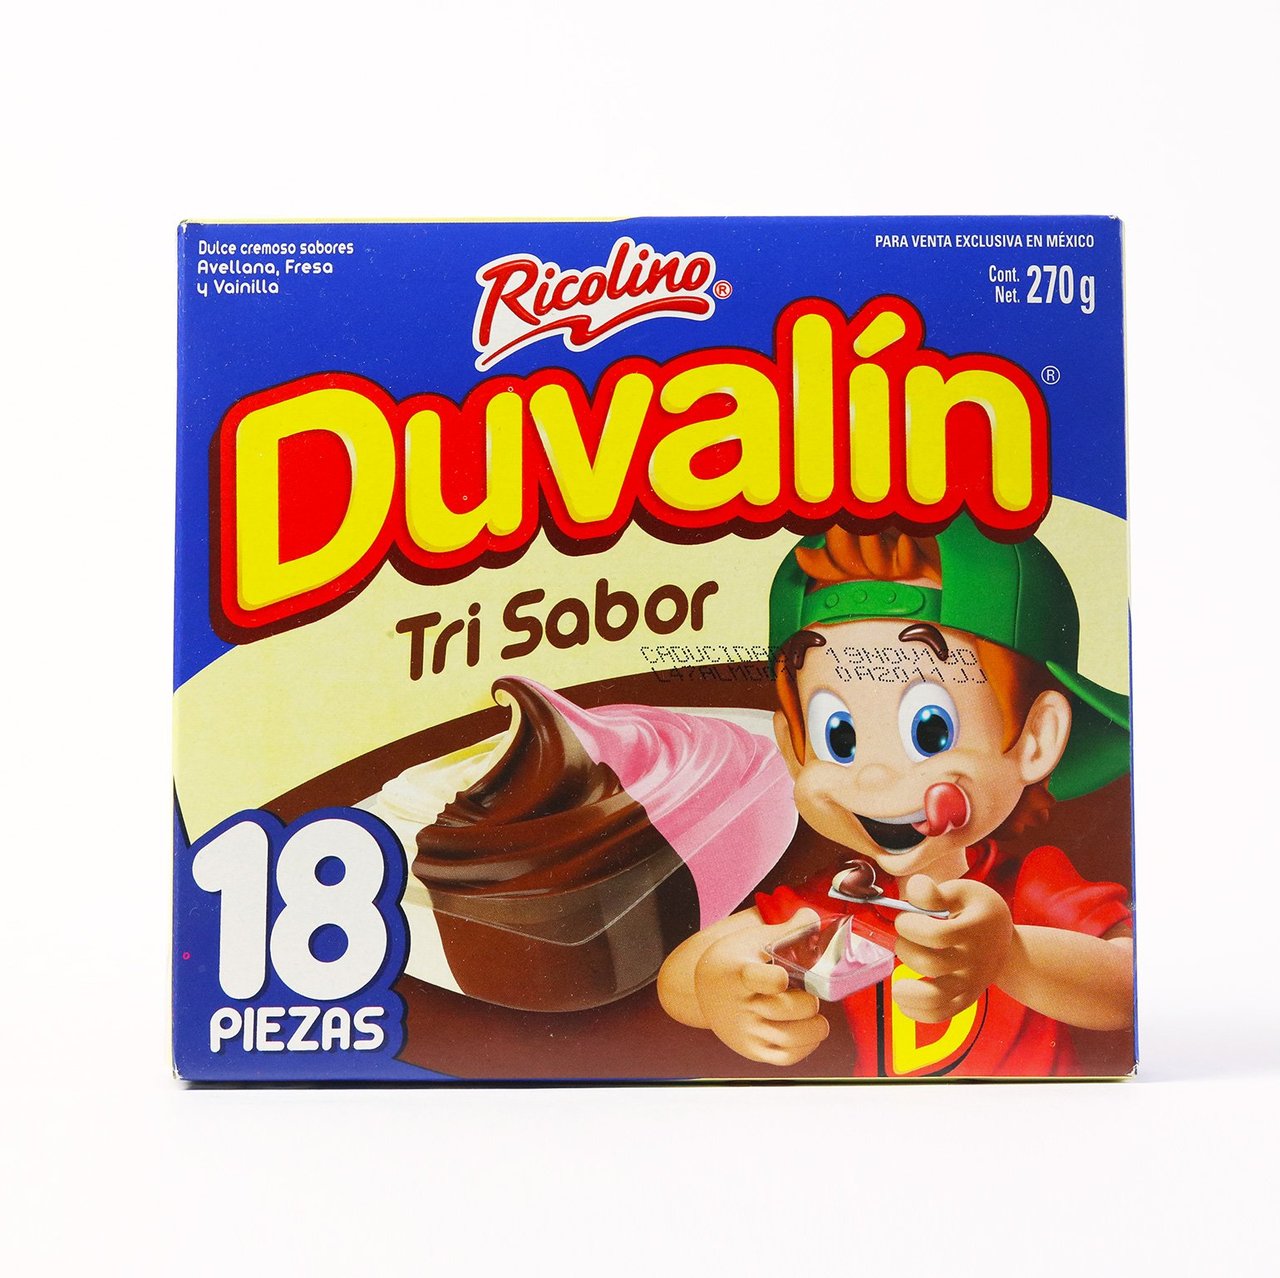 Dulce cremoso sabores
Avellana, Fresa
y Vainilla
Ricolino®
PARA VENTA EXCLUSIVA EN MÉXICO
Cont.
Net. 270 g
Duvalín®
Tri Sabor
CADUCIDAD
18
PIEZAS
D